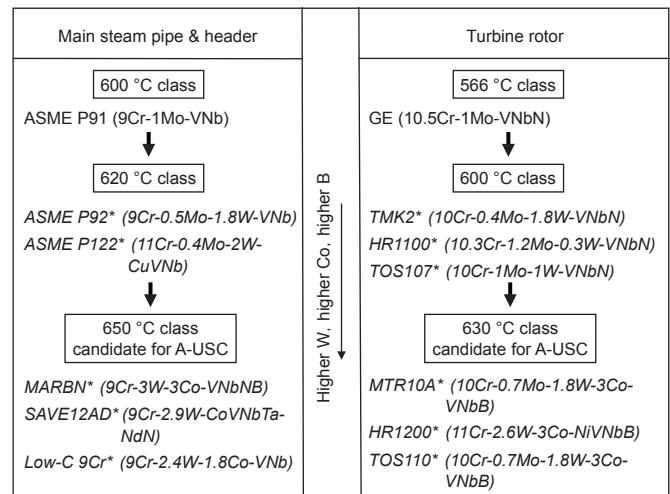 Main steam pipe & header
600 °C class
ASME P91 (9Cr-1Mo-VNb)
620 °C class
ASME P92* (9Cr-0.5Mo-1.8W-VNb)
ASME P122* (11Cr-0.4Mo-2W-
CuVNb)
650 °C class
candidate for A-USC
MARBN* (9Cr-3W-3Co-VNbNB)
SAVE12AD* (9Cr-2.9W-CoVNbTa-
NdN)
Low-C 9Cr* (9Cr-2.4W-1.8Co-VNb)
Higher W, higher Co, higher B
Turbine rotor
566 °C class
GE (10.5Cr-1Mo-VNbN)
600 °C class
TMK2* (10Cr-0.4Mo-1.8W-VNbN)
HR1100* (10.3Cr-1.2Mo-0.3W-VNbN)
TOS107* (10Cr-1Mo-1W-VNbN)
630 °C class
candidate for A-USC
MTR10A* (10Cr-0.7Mo-1.8W-3Co-
VNbB)
HR1200* (11Cr-2.6W-3Co-NiVNbB)
TOS110* (10Cr-0.7Mo-1.8W-3Co-
VNbB)